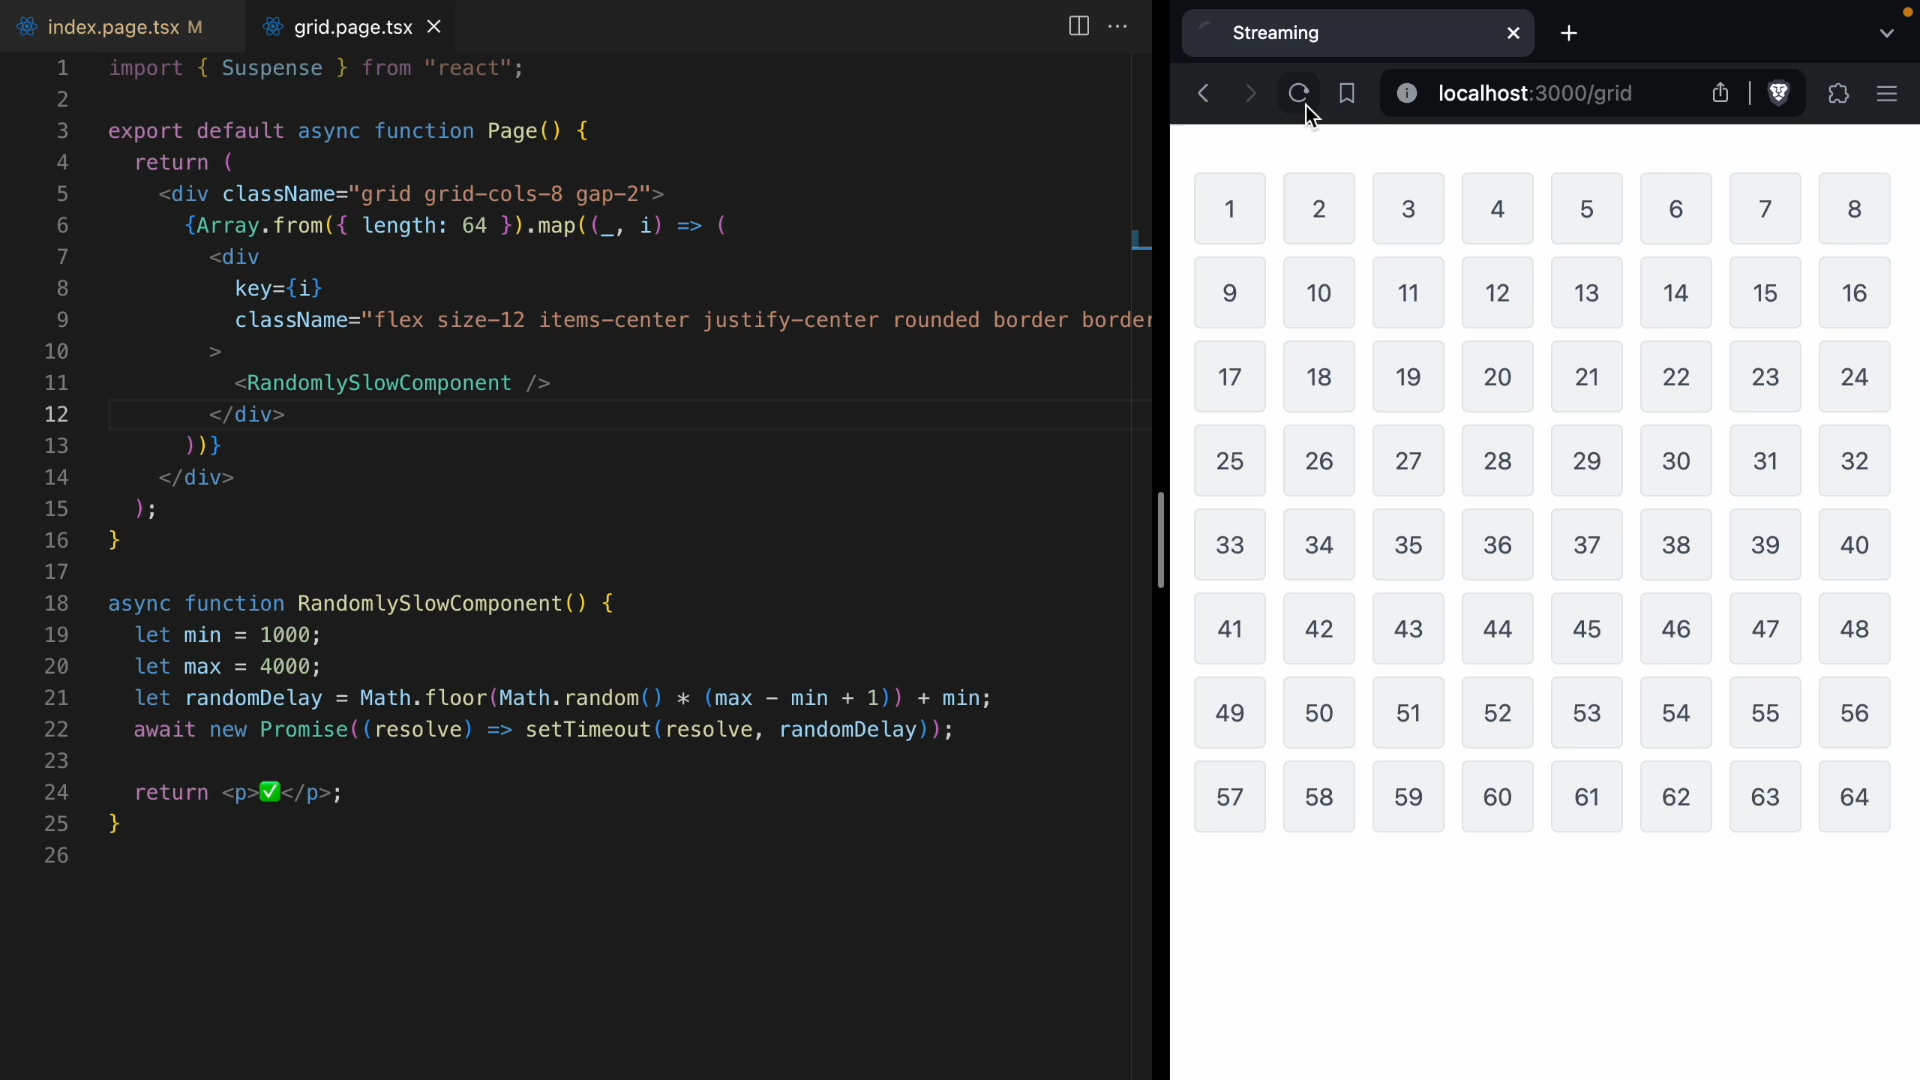 index.page.tsx M
grid.page.tsx
1 import { Suspense } from "react";
2
3 export default async function Page() {
4 return (
5 <div className="grid grid-cols-8 gap-2">
6 {Array.from({ length: 64 }).map((_, i) => (
7 <div
8 key={i}
9 className="flex size-12 items-center justify-center rounded border border
10 >
11 <RandomlySlowComponent />
12 </div>
13 ))}
14 </div>
15 );
16 }
17
18 async function RandomlySlowComponent() {
19 let min = 1000;
20 let max = 4000;
21 let randomDelay = Math.floor(Math.random() * (max - min + 1)) + min;
22 await new Promise((resolve) => setTimeout(resolve, randomDelay));
23
24 return <p>✅</p>;
25 }
26
Streaming
localhost:3000/grid
1 2 3 4 5 6 7 8
9 10 11 12 13 14 15 16
17 18 19 20 21 22 23 24
25 26 27 28 29 30 31 32
33 34 35 36 37 38 39 40
41 42 43 44 45 46 47 48
49 50 51 52 53 54 55 56
57 58 59 60 61 62 63 64